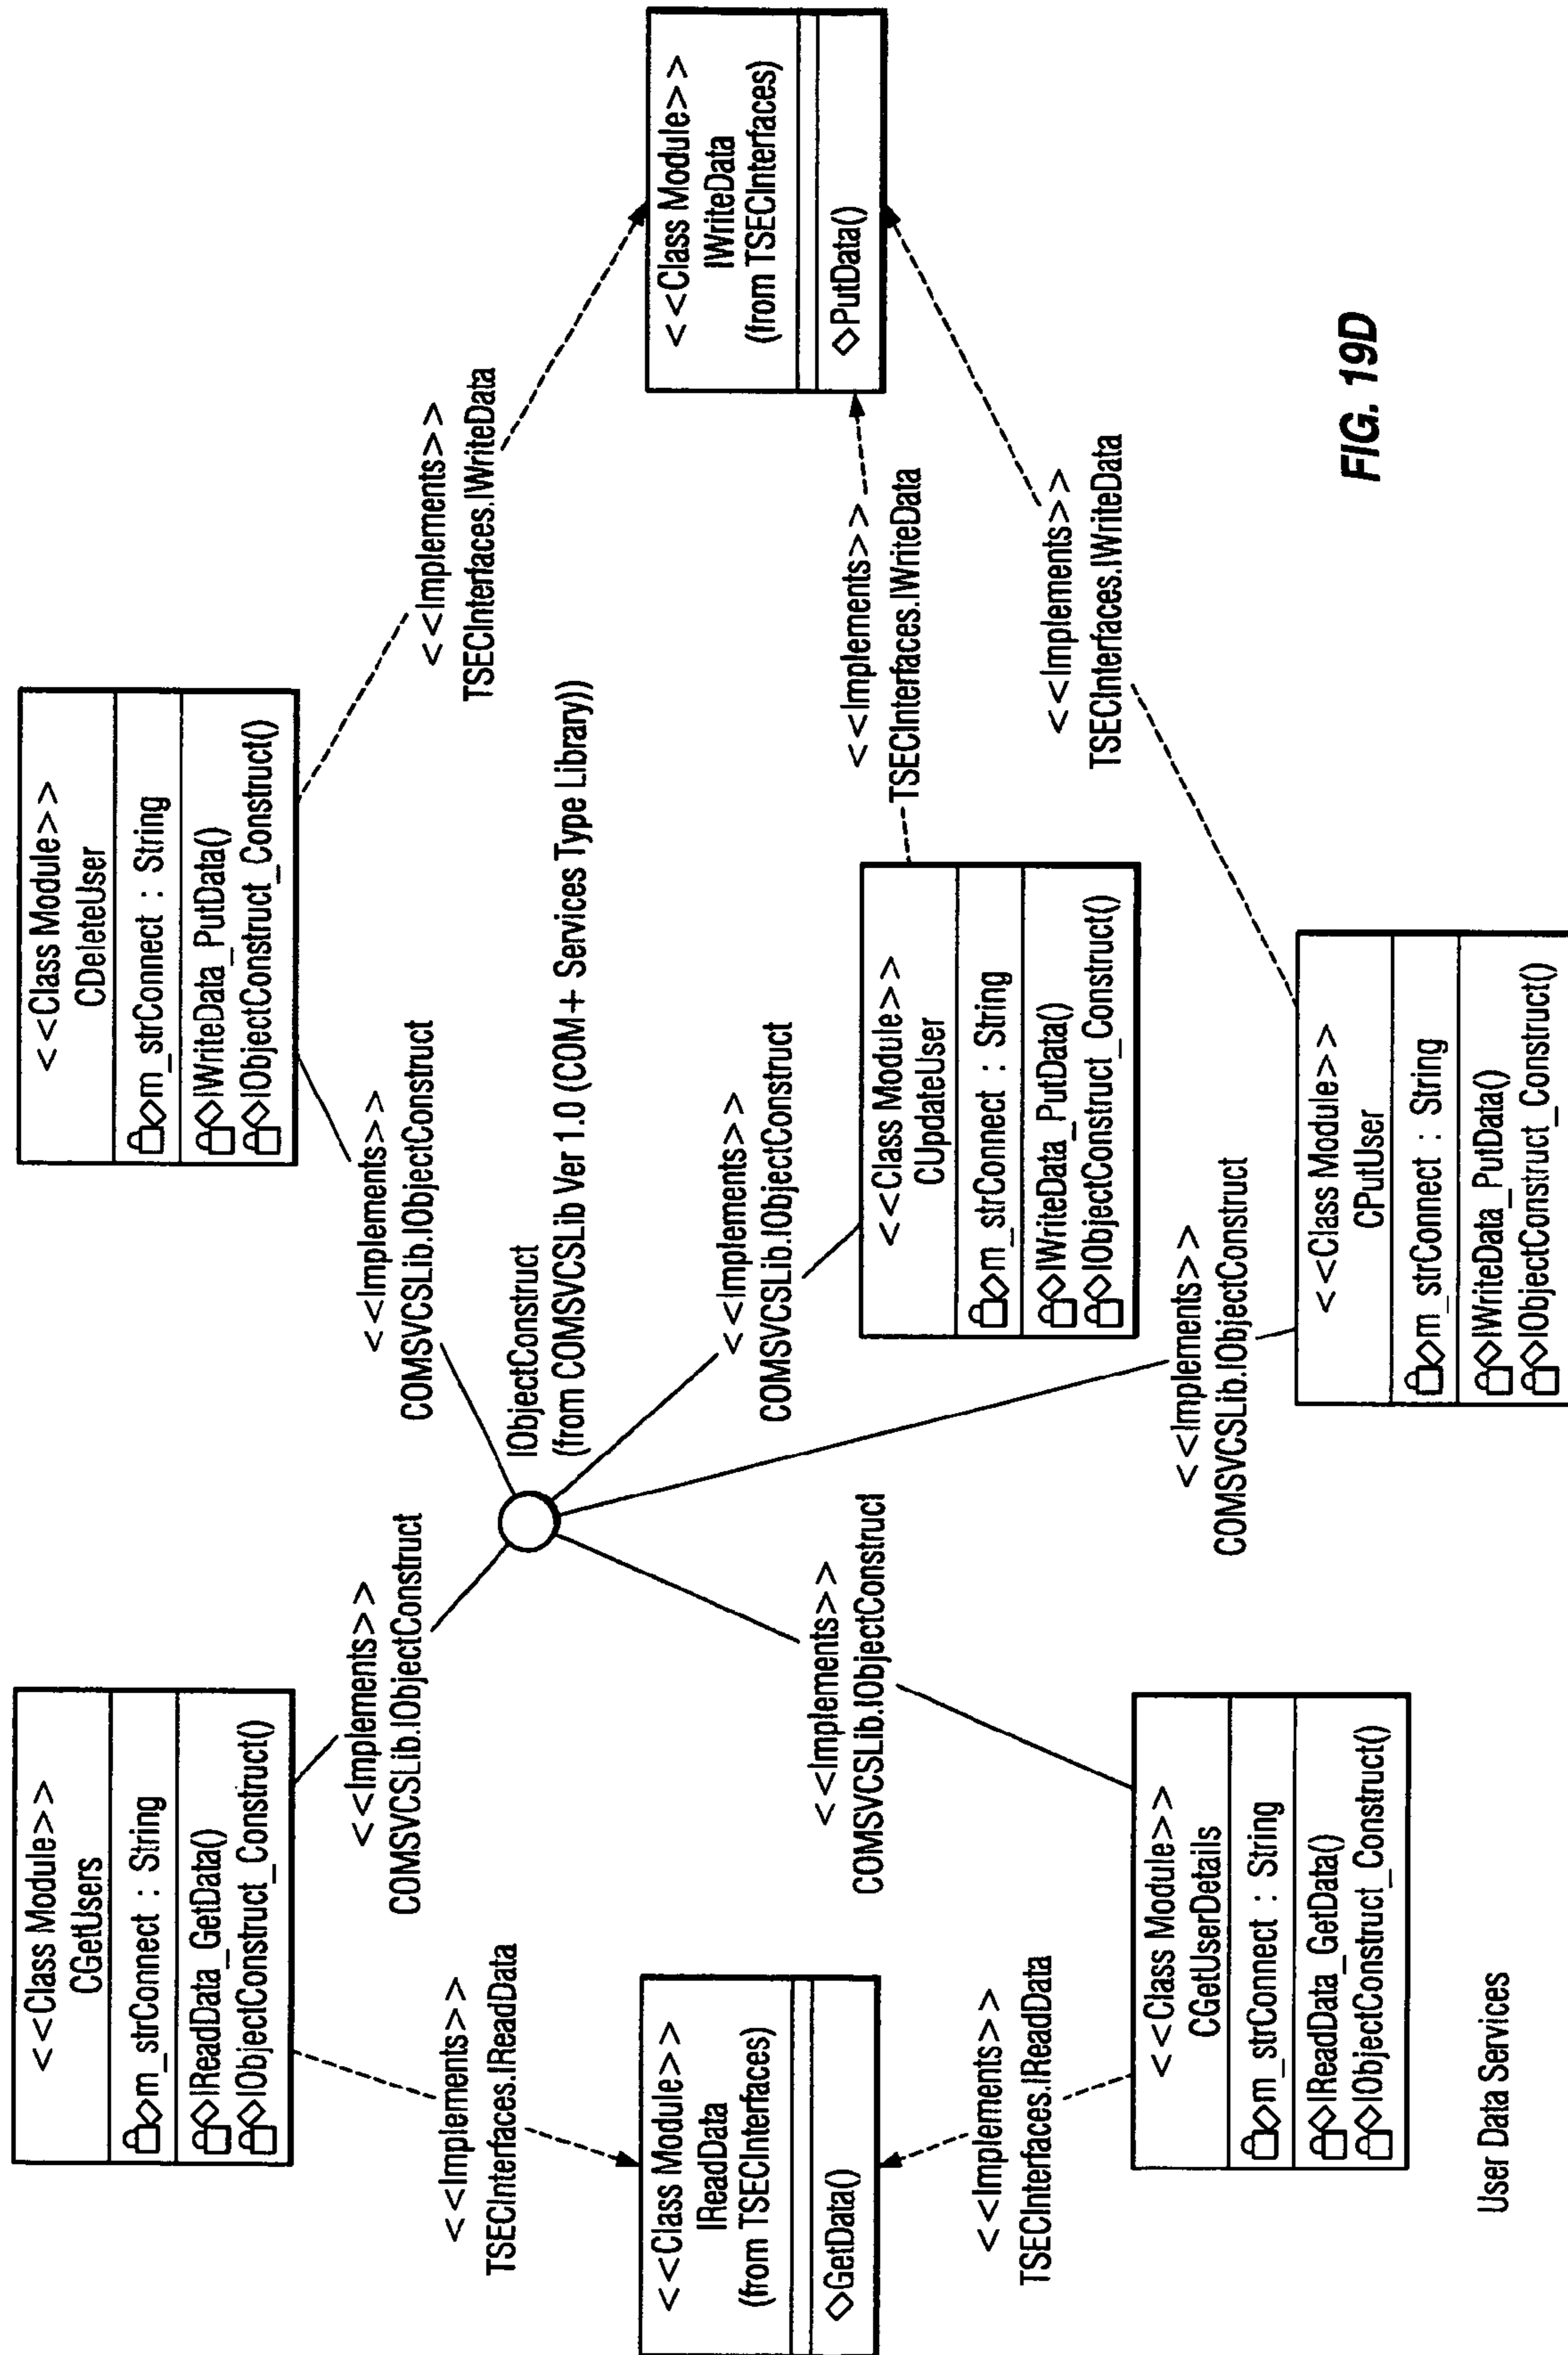 <<Class Module>>
CGetUsers
m_strConnect : String
IReadData_GetData()
IObjectConstruct_Construct()
<<Class Module>>
CDeleteUser
m_strConnect : String
IWriteData_PutData()
IObjectConstruct_Construct()
<<Implements>>
COMSVCSLib.IObjectConstruct
<<Implements>>
COMSVCSLib.IObjectConstruct
<<Implements>>
TSECInterfaces.IReadData
<<Implements>>
TSECInterfaces.IWriteData
IObjectConstruct
(from COMSVCSLib Ver 1.0 (COM+ Services Type Library))
<<Class Module>>
IReadData
(from TSECInterfaces)
GetData()
<<Class Module>>
IWriteData
(from TSECInterfaces)
PutData()
<<Implements>>
COMSVCSLib.IObjectConstruct
<<Implements>>
COMSVCSLib.IObjectConstruct
<<Implements>>
TSECInterfaces.IWriteData
<<Class Module>>
CUpdateUser
m_strConnect : String
IWriteData_PutData()
IObjectConstruct_Construct()
<<Implements>>
TSECInterfaces.IReadData
<<Implements>>
TSECInterfaces.IWriteData
<<Class Module>>
CGetUserDetails
m_strConnect : String
IReadData_GetData()
IObjectConstruct_Construct()
<<Implements>>
COMSVCSLib.IObjectConstruct
<<Class Module>>
CPutUser
m_strConnect : String
IWriteData_PutData()
IObjectConstruct_Construct()
User Data Services
FIG. 19D